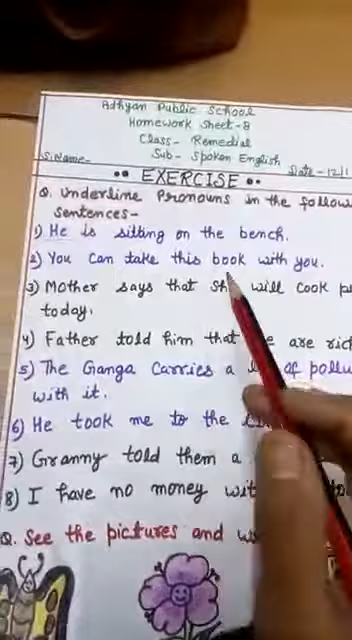 Adhyan Public School
Homework Sheet-8
Class- Remedial
S.Name- Sub- Spoken English Date-12/1
•• EXERCISE ••
Q. Underline Pronouns in the follow
sentences-
1) He is sitting on the bench.
2) You can take this book with you.
3) Mother says that will cook
today.
4) Father told him that are rich
5) The Ganga Carries a of pollu
with it.
6) He took me to the
7) Granny told them a
8) I have no money
Q. See the pictures and